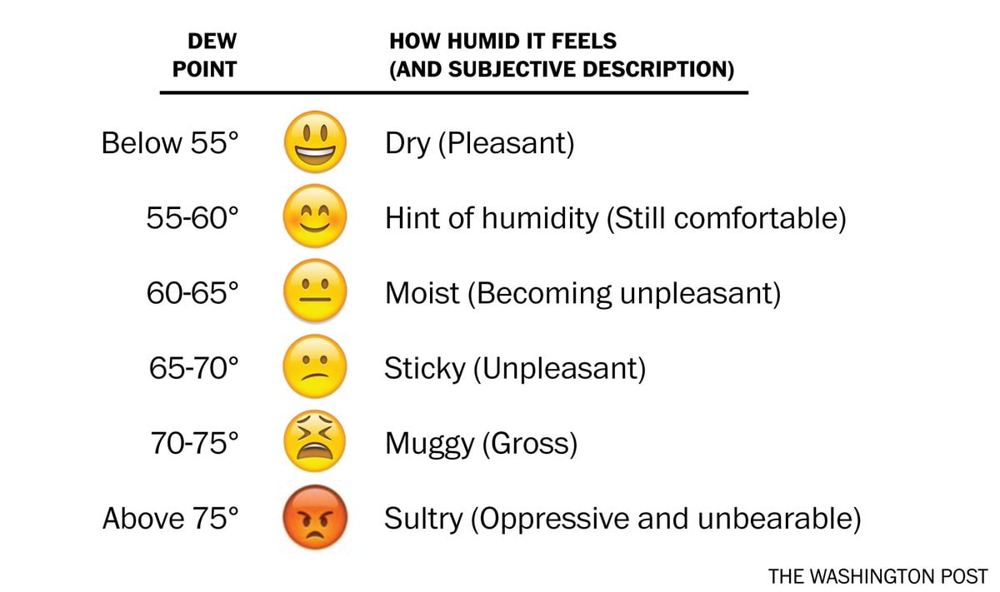 DEW
POINT
HOW HUMID IT FEELS
(AND SUBJECTIVE DESCRIPTION)
Below 55° Dry (Pleasant)
55-60° Hint of humidity (Still comfortable)
60-65° Moist (Becoming unpleasant)
65-70° Sticky (Unpleasant)
70-75° Muggy (Gross)
Above 75° Sultry (Oppressive and unbearable)
THE WASHINGTON POST